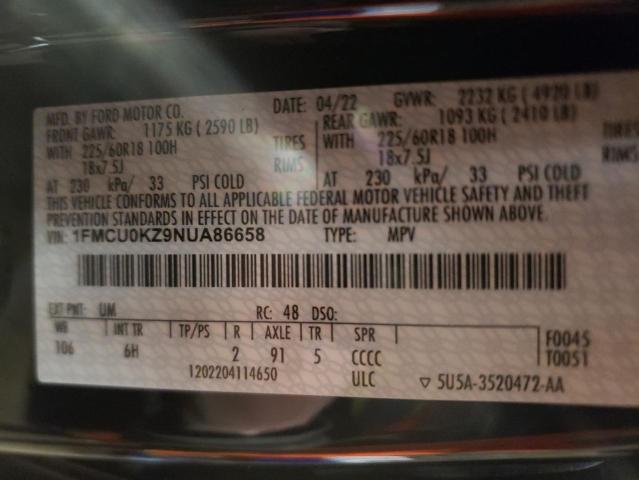 MFD. BY FORD MOTOR CO. DATE: 04/22 GVWR: 2232 KG ( 4920 LB)
FRONT GAWR: 1175 KG ( 2590 LB) REAR GAWR: 1093 KG ( 2410 LB)
WITH 225/60R18 100H TIRES WITH 225/60R18 100H TIRES
18x7.5J RIMS 18x7.5J RIMS
AT 230 kPa/ 33 PSI COLD AT 230 kPa/ 33 PSI COLD
THIS VEHICLE CONFORMS TO ALL APPLICABLE FEDERAL MOTOR VEHICLE SAFETY AND THEFT
PREVENTION STANDARDS IN EFFECT ON THE DATE OF MANUFACTURE SHOWN ABOVE.
VIN: 1FMCU0KZ9NUA86658 TYPE: MPV
EXT PNT: UM RC: 48 DSO:
WB INT TR TP/PS R AXLE TR SPR F0045
106 6H 2 91 5 CCCC T0051
1202204114650 ULC ▽ 5U5A-3520472-AA